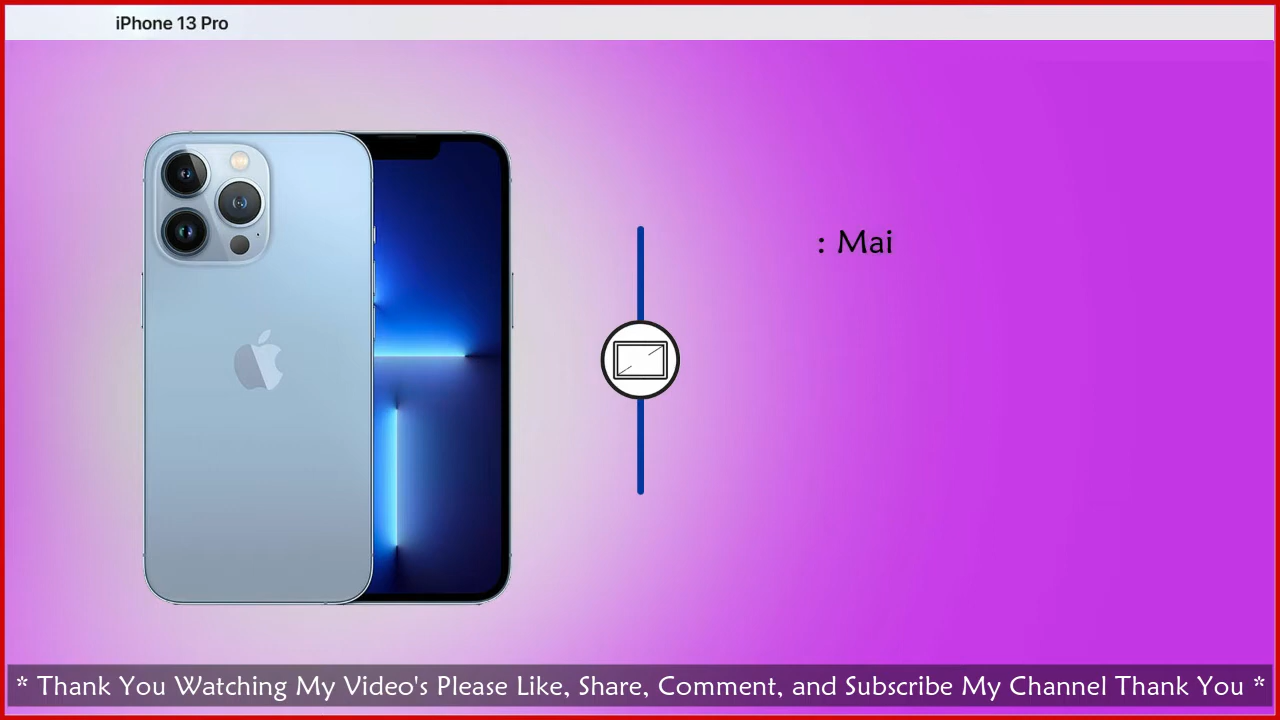 iPhone 13 Pro
: Mai
* Thank You Watching My Video's Please Like, Share, Comment, and Subscribe My Channel Thank You *